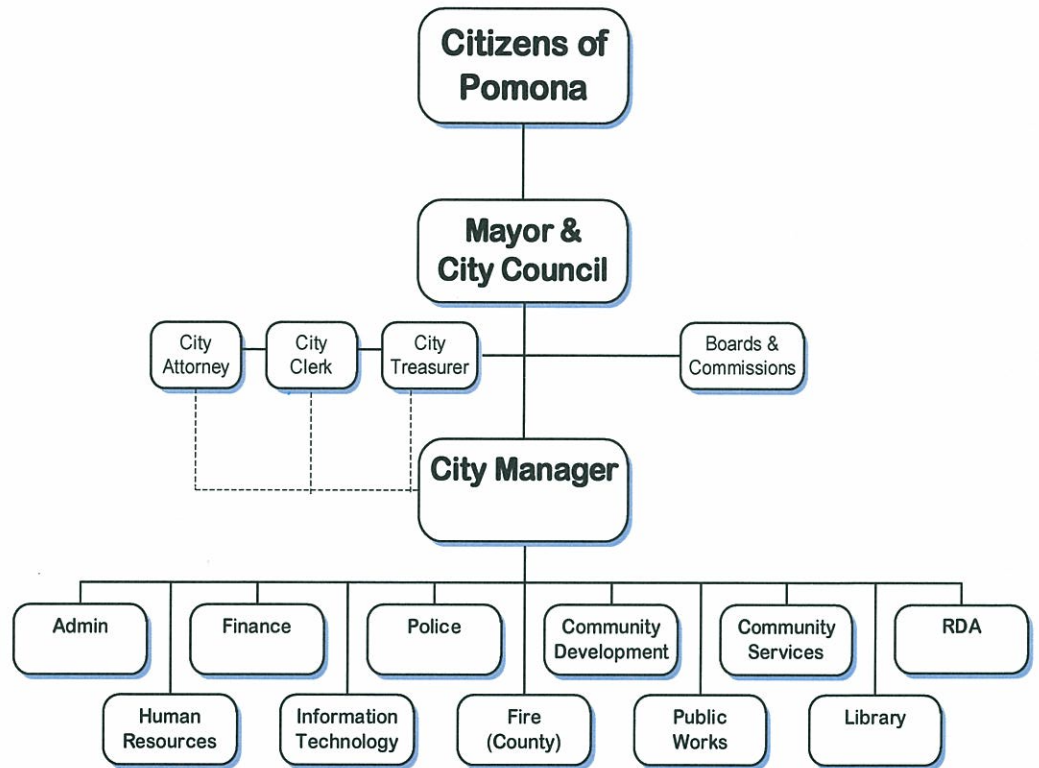 Citizens of
Pomona
Mayor &
City Council
City
Attorney
City
Clerk
City
Treasurer
Boards &
Commissions
City Manager
Admin
Finance
Police
Community
Development
Community
Services
RDA
Human
Resources
Information
Technology
Fire
(County)
Public
Works
Library